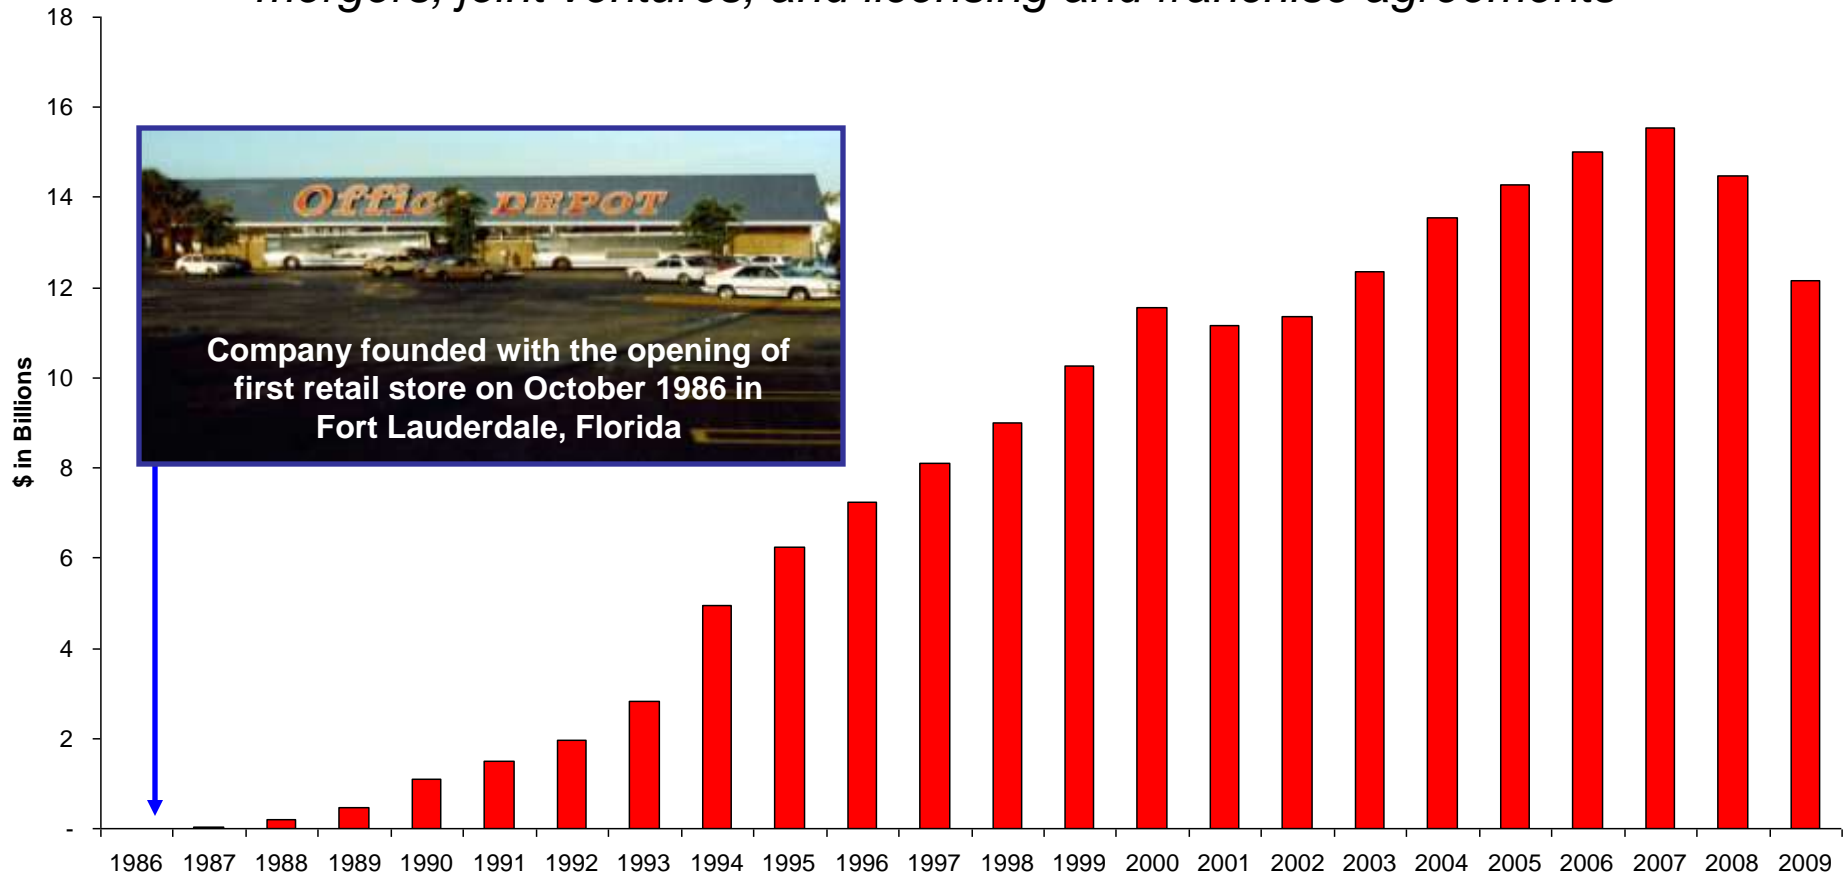 mergers, joint ventures, and licensing and franchise agreements
18
16
14
12
10
8
6
4
2
-
$ in Billions
Office DEPOT
Company founded with the opening of
first retail store on October 1986 in
Fort Lauderdale, Florida
1986 1987 1988 1989 1990 1991 1992 1993 1994 1995 1996 1997 1998 1999 2000 2001 2002 2003 2004 2005 2006 2007 2008 2009